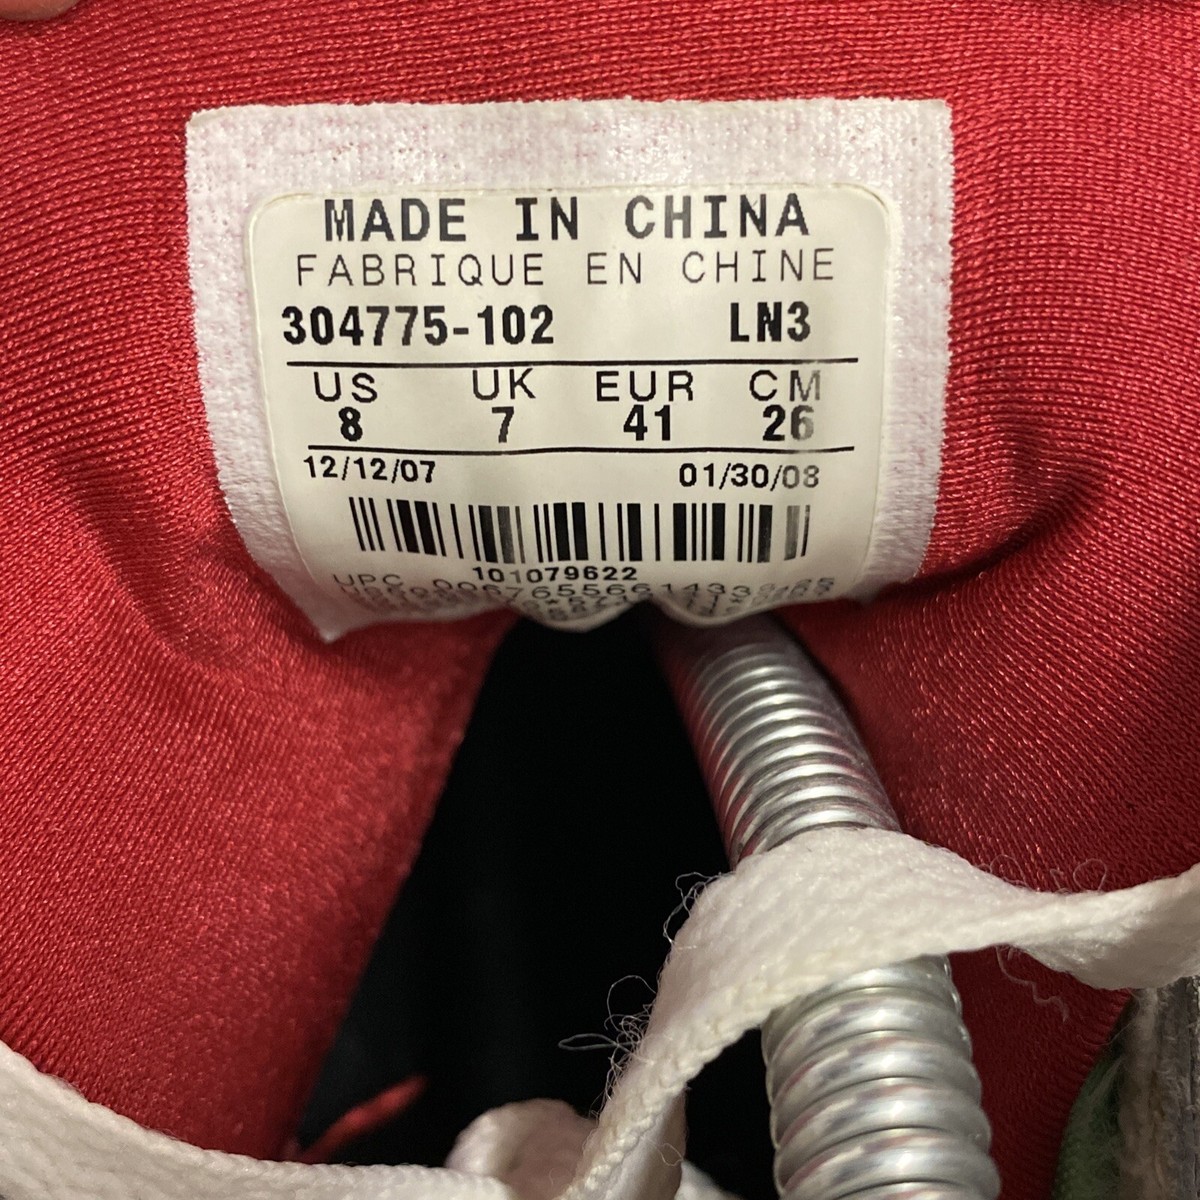 MADE IN CHINA
FABRIQUE EN CHINE
304775-102 LN3
US UK EUR CM
8 7 41 26
12/12/07 01/30/08
101079622
UPC